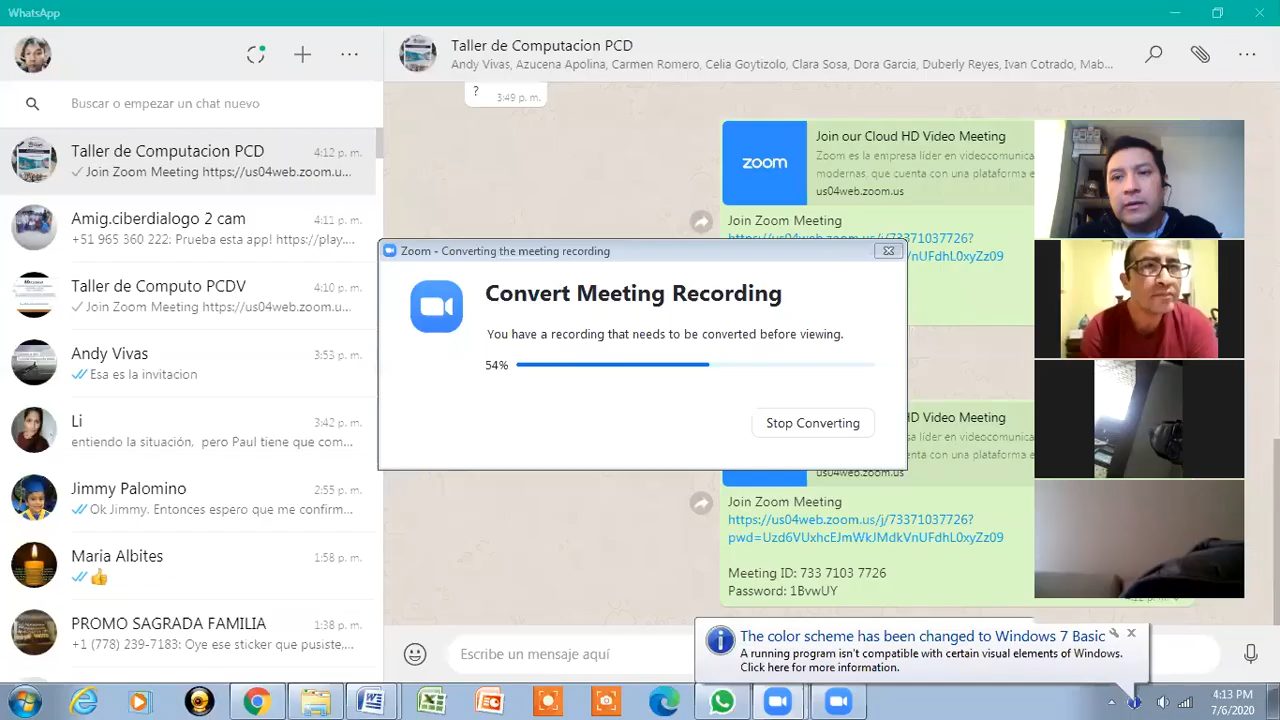 WhatsApp
Buscar o empezar un chat nuevo
Taller de Computacion PCD
4:12 p. m.
Join Zoom Meeting https://us04web.zoom.u...
Amig.ciberdialogo 2 cam
4:11 p. m.
+51 965 360 222: Prueba esta app! https://play....
Taller de ComputoPCDV
4:10 p. m.
Join Zoom Meeting https://us04web.zoom.u...
Andy Vivas
3:53 p. m.
Esa es la invitacion
Li
3:42 p. m.
entiendo la situación, pero Paul tiene que com...
Jimmy Palomino
2:55 p. m.
Ok Jimmy. Entonces espero que me confirm...
Maria Albites
1:58 p. m.
PROMO SAGRADA FAMILIA
1:38 p. m.
+1 (778) 239-7183: Oye ese sticker que pusiste,...
Taller de Computacion PCD
Andy Vivas, Azucena Apolina, Carmen Romero, Celia Goytizolo, Clara Sosa, Dora Garcia, Duberly Reyes, Ivan Cotrado, Mab...
?
3:49 p. m.
zoom
Join our Cloud HD Video Meeting
Zoom es la empresa líder en videocomunica
modernas, que cuenta con una plataforma e
us04web.zoom.us
Join Zoom Meeting
https://us04web.zoom.us/j/73371037726?
/nUFdhL0xyZz09
Zoom - Converting the meeting recording
Convert Meeting Recording
You have a recording that needs to be converted before viewing.
54%
Stop Converting
HD Video Meeting
en videocomunica
una plataforma e
us04web.zoom.us
Join Zoom Meeting
https://us04web.zoom.us/j/73371037726?
pwd=Uzd6VUxhcEJmWkJMdkVnUFdhL0xyZz09
Meeting ID: 733 7103 7726
Password: 1BvwUY
Escribe un mensaje aquí
The color scheme has been changed to Windows 7 Basic
A running program isn't compatible with certain visual elements of Windows.
Click here for more information.
4:13 PM
7/6/2020